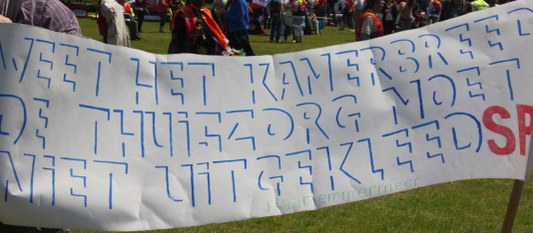 WEET HET KAMERBREED
DE THUISZORG MOET
NIET UITGEKLEED SP
Haarlemmermeer